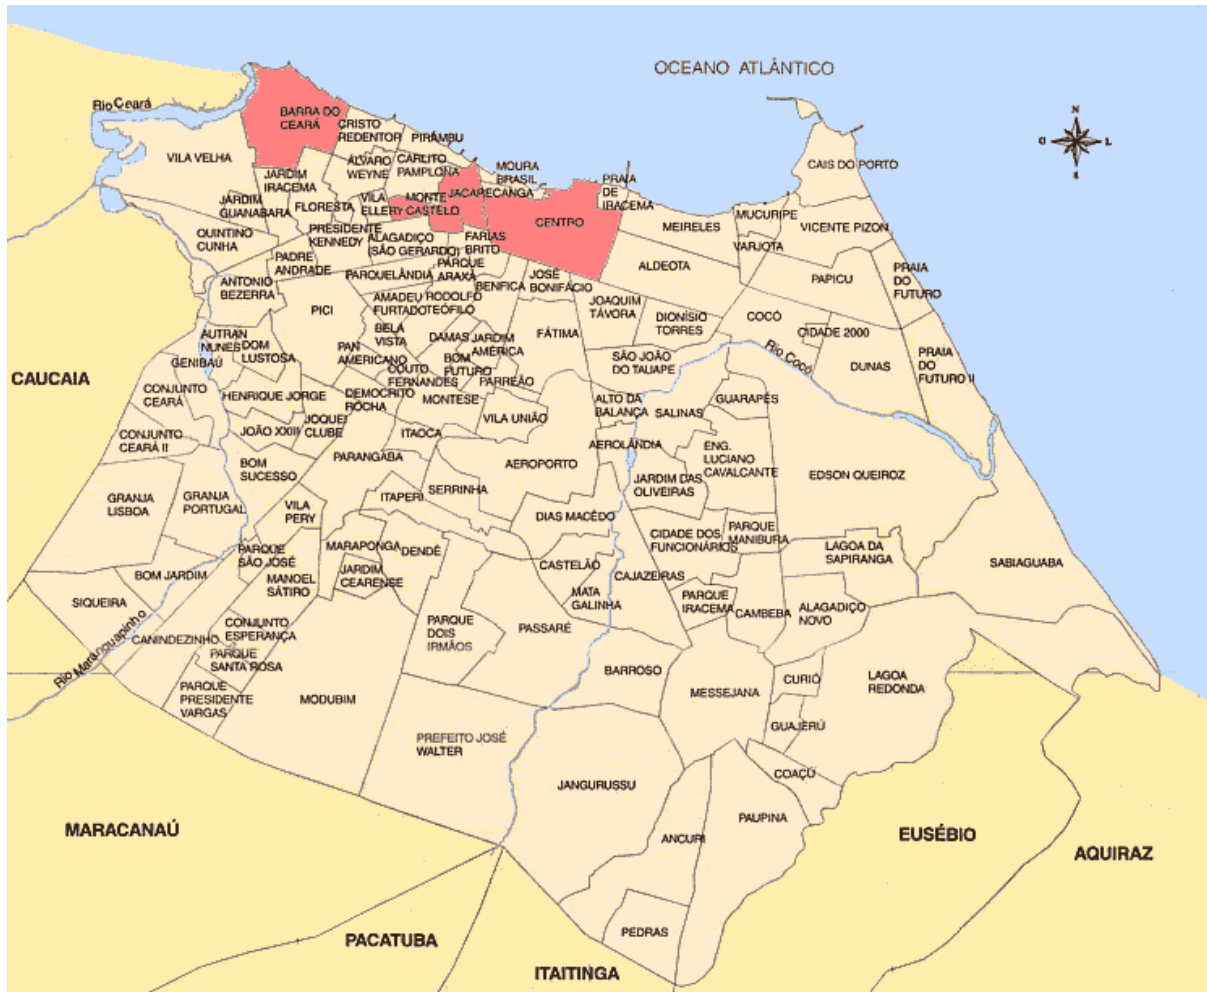 OCEANO ATLÂNTICO
N
O
L
S
Rio Ceará
BARRA DO
CEARÁ
CRISTO
REDENTOR
PIRÂMBU
VILA VELHA
ÁLVARO
WEYNE
CARLITO
PAMPLONA
MOURA
BRASIL
CAIS DO PORTO
JARDIM
IRACEMA
JARDIM
GUANABARA
FLORESTA
VILA
ELLERY
MONTE
CASTELO
JACARECANGA
PRAIA
DE
IRACEMA
CENTRO
MEIRELES
MUCURIPE
VARJOTA
VICENTE PIZON
QUINTINO
CUNHA
PRESIDENTE
KENNEDY
ALAGADIÇO
(SÃO GERARDO)
FARIAS
BRITO
PADRE
ANDRADE
PARQUELÂNDIA
PARQUE
ARAXÁ
BENFICA
JOSÉ
BONIFÁCIO
ALDEOTA
PAPICU
PRAIA
DO
FUTURO
ANTONIO
BEZERRA
PICI
AMADEU
FURTADO
RODOLFO
TEÓFILO
JOAQUIM
TÁVORA
DIONÍSIO
TORRES
COCÓ
CIDADE 2000
AUTRAN
NUNES
DOM
LUSTOSA
BELA
VISTA
DAMAS
JARDIM
AMÉRICA
FÁTIMA
PAN
AMERICANO
COUTO
FERNANDES
BOM
FUTURO
PARREÃO
SÃO JOÃO
DO TAUAPE
Rio Cocó
DUNAS
PRAIA
DO
FUTURO II
GENIBAÚ
CAUCAIA
CONJUNTO
CEARÁ
HENRIQUE JORGE
DEMOCRITO
ROCHA
MONTESE
VILA UNIÃO
ALTO DA
BALANÇA
SALINAS
GUARAPÉS
CONJUNTO
CEARÁ II
JOÃO XXIII
JOQUEI
CLUBE
ITAOCA
AEROLÂNDIA
ENG.
LUCIANO
CAVALCANTE
BOM
SUCESSO
PARANGABA
AEROPORTO
EDSON QUEIROZ
GRANJA
LISBOA
GRANJA
PORTUGAL
VILA
PERY
ITAPERI
SERRINHA
JARDIM DAS
OLIVEIRAS
DIAS MACÊDO
CIDADE DOS
FUNCIONÁRIOS
PARQUE
MANIBURA
LAGOA DA
SAPIRANGA
SABIAGUABA
PARQUE
SÃO JOSÉ
MARAPONGA
DENDÊ
JARDIM
CEARENSE
CASTELÃO
CAJAZEIRAS
BOM JARDIM
MANOEL
SÁTIRO
MATA
GALINHA
PARQUE
IRACEMA
CAMBEBA
ALAGADIÇO
NOVO
SIQUEIRA
Rio Maranguapinho
CANINDEZINHO
CONJUNTO
ESPERANÇA
PARQUE
SANTA ROSA
PARQUE
DOIS
IRMÃOS
PASSARÉ
PARQUE
PRESIDENTE
VARGAS
MODUBIM
BARROSO
MESSEJANA
CURIÓ
LAGOA
REDONDA
GUAJERÚ
PREFEITO JOSÉ
WALTER
JANGURUSSU
COAÇÚ
PAUPINA
ANCURI
PEDRAS
MARACANAÚ
PACATUBA
ITAITINGA
EUSÉBIO
AQUIRAZ